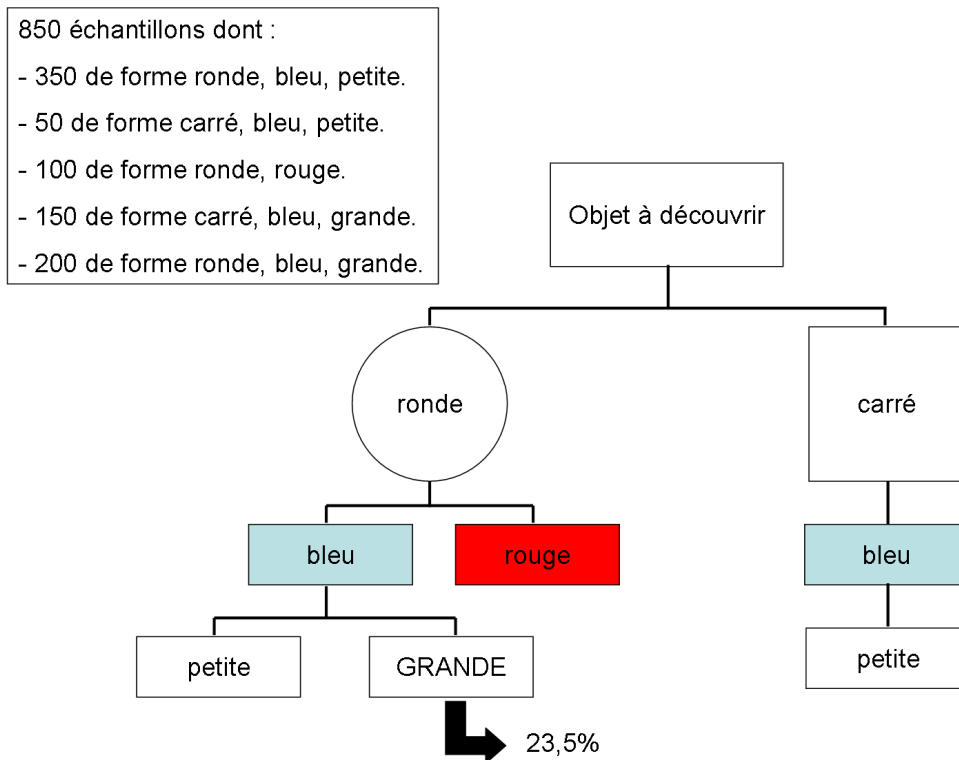 850 échantillons dont :
- 350 de forme ronde, bleu, petite.
- 50 de forme carré, bleu, petite.
- 100 de forme ronde, rouge.
- 150 de forme carré, bleu, grande.
- 200 de forme ronde, bleu, grande.
Objet à découvrir
ronde
carré
bleu
rouge
bleu
petite
GRANDE
petite
23,5%